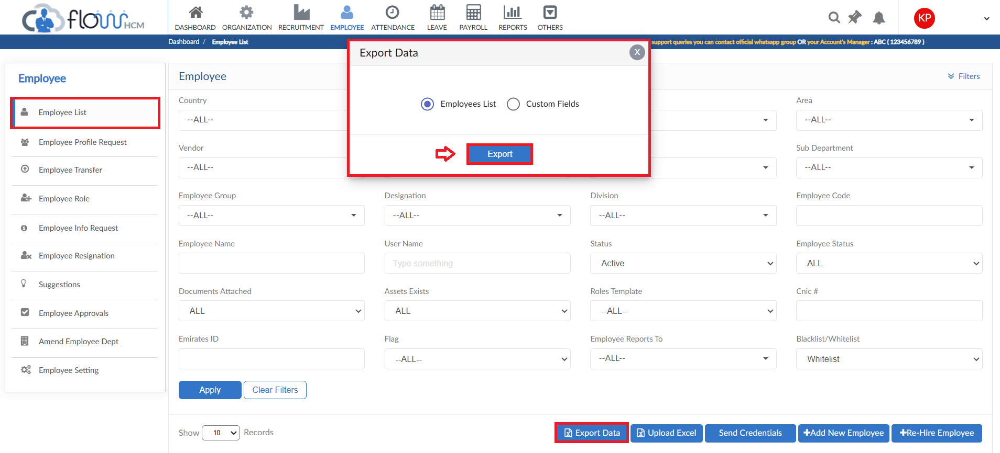 flow HCM
DASHBOARD ORGANIZATION RECRUITMENT EMPLOYEE ATTENDANCE LEAVE PAYROLL REPORTS OTHERS
KP
Dashboard / Employee List
support queries you can contact official whatsapp group OR your Account's Manager : ABC ( 123456789 )
Export Data
X
Employees List Custom Fields
Export
Employee
Employee List
Employee Profile Request
Employee Transfer
Employee Role
Employee Info Request
Employee Resignation
Suggestions
Employee Approvals
Amend Employee Dept
Employee Setting
Employee
Filters
Country Area
--ALL-- --ALL--
Vendor Sub Department
--ALL-- --ALL--
Employee Group Designation Division Employee Code
--ALL-- --ALL-- --ALL--
Employee Name User Name Status Employee Status
Type something Active ALL
Documents Attached Assets Exists Roles Template Cnic #
ALL ALL --ALL--
Emirates ID Flag Employee Reports To Blacklist/Whitelist
--ALL-- --ALL-- Whitelist
Apply Clear Filters
Show 10 Records
Export Data Upload Excel Send Credentials +Add New Employee +Re-Hire Employee